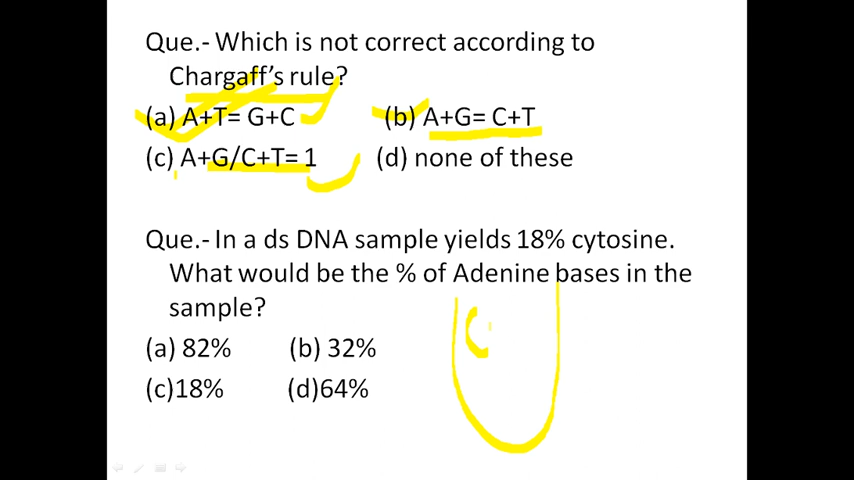 Que.- Which is not correct according to
Chargaff's rule?
(a) A+T= G+C (b) A+G= C+T
(c) A+G/C+T= 1 (d) none of these
Que.- In a ds DNA sample yields 18% cytosine.
What would be the % of Adenine bases in the
sample?
(a) 82% (b) 32%
(c)18% (d)64%